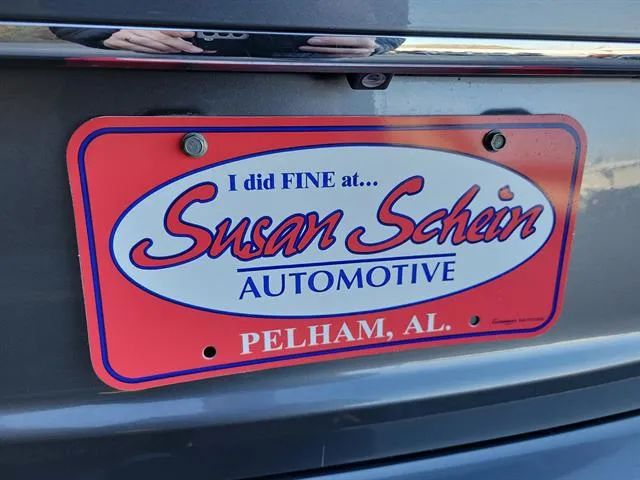 I did FINE at...
Susan Schein
AUTOMOTIVE
PELHAM, AL.